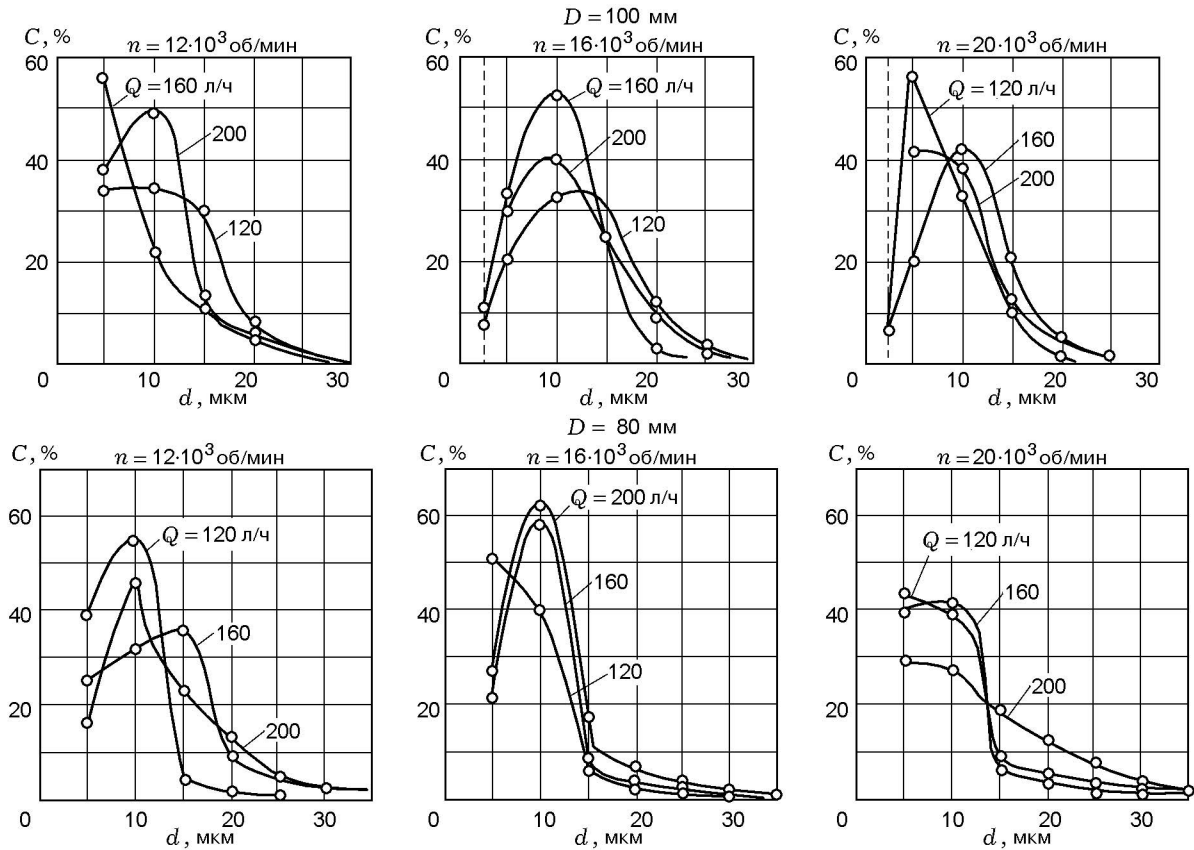 D = 100 мм
C, %
n = 12·10³ об/мин
n = 16·10³ об/мин
n = 20·10³ об/мин
60
40
20
0
10
20
30
d, мкм
Q = 160 л/ч
200
120
60
40
20
0
10
20
30
d, мкм
Q = 160 л/ч
200
120
C, %
60
40
20
0
10
20
30
d, мкм
Q = 120 л/ч
160
200
D = 80 мм
C, %
n = 12·10³ об/мин
60
40
20
0
10
20
30
d, мкм
Q = 120 л/ч
160
200
C, %
n = 16·10³ об/мин
60
40
20
0
10
20
30
d, мкм
Q = 200 л/ч
160
120
C, %
n = 20·10³ об/мин
60
40
20
0
10
20
30
d, мкм
Q = 120 л/ч
160
200